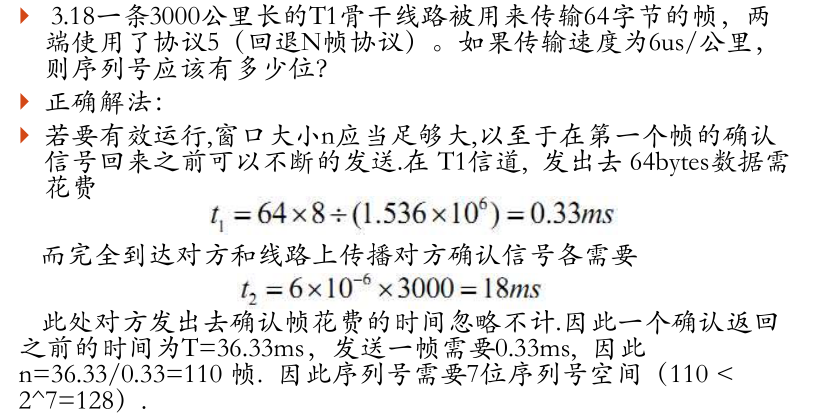 3.18一条3000公里长的T1骨干线路被用来传输64字节的帧，两
端使用了协议5（回退N帧协议）。如果传输速度为6us/公里，
则序列号应该有多少位?
正确解法：
若要有效运行,窗口大小n应当足够大,以至于在第一个帧的确认
信号回来之前可以不断的发送.在 T1信道, 发出去 64bytes数据需
花费
t₁ = 64×8÷(1.536×10⁶) = 0.33ms
而完全到达对方和线路上传播对方确认信号各需要
t₂ = 6×10⁻⁶×3000 = 18ms
此处对方发出去确认帧花费的时间忽略不计.因此一个确认返回
之前的时间为T=36.33ms，发送一帧需要0.33ms, 因此
n=36.33/0.33=110 帧. 因此序列号需要7位序列号空间（110 <
2^7=128）.